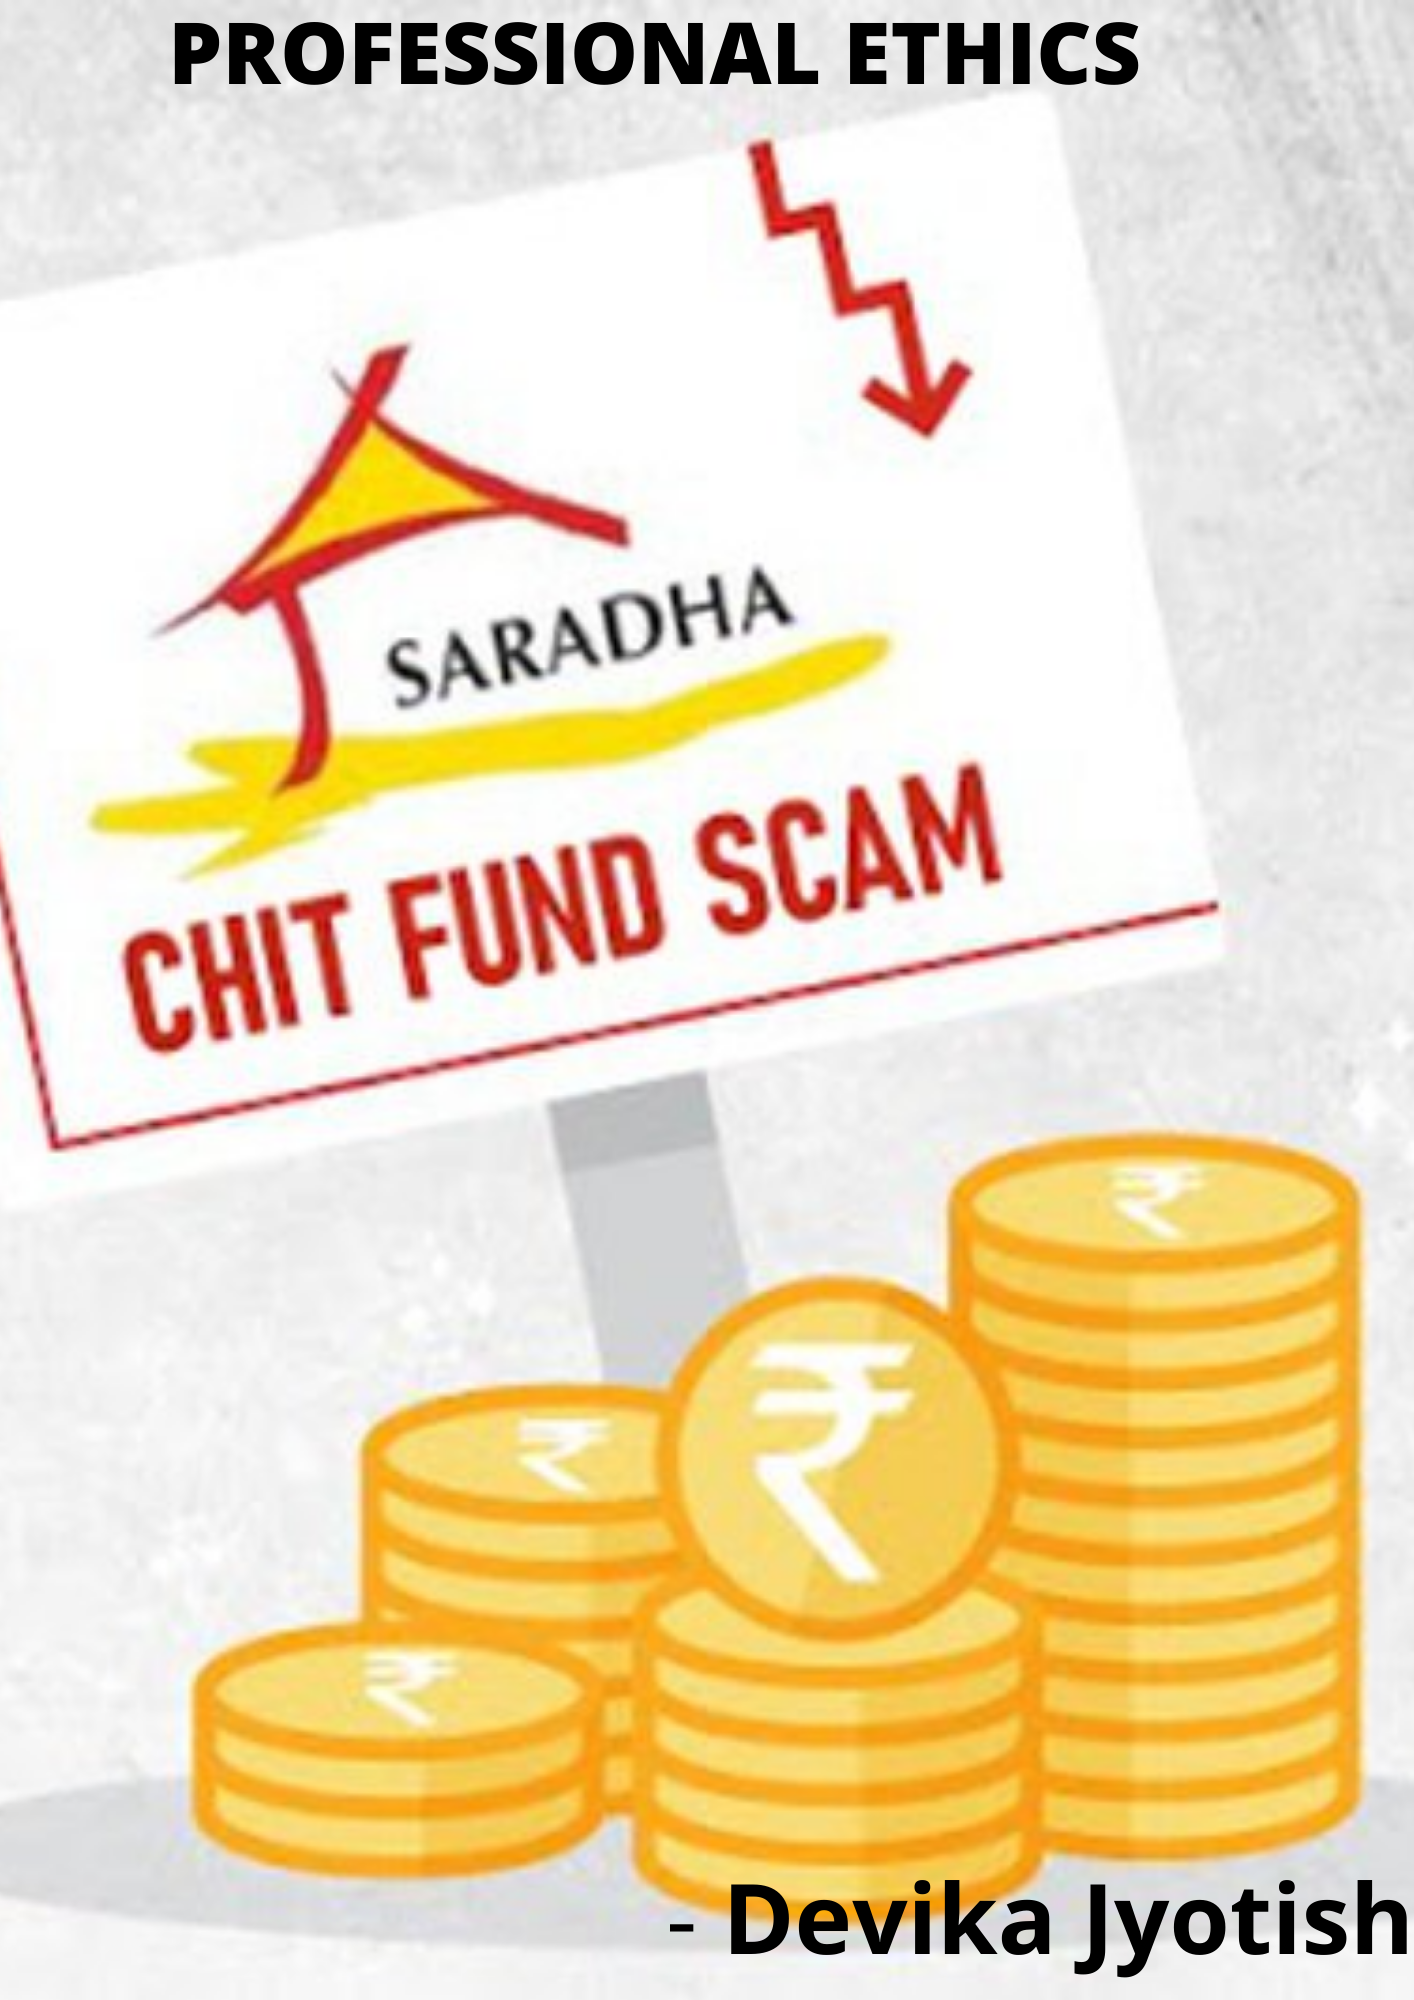 PROFESSIONAL ETHICS
SARADHA
CHIT FUND SCAM
₹
₹
₹
₹
- Devika Jyotish